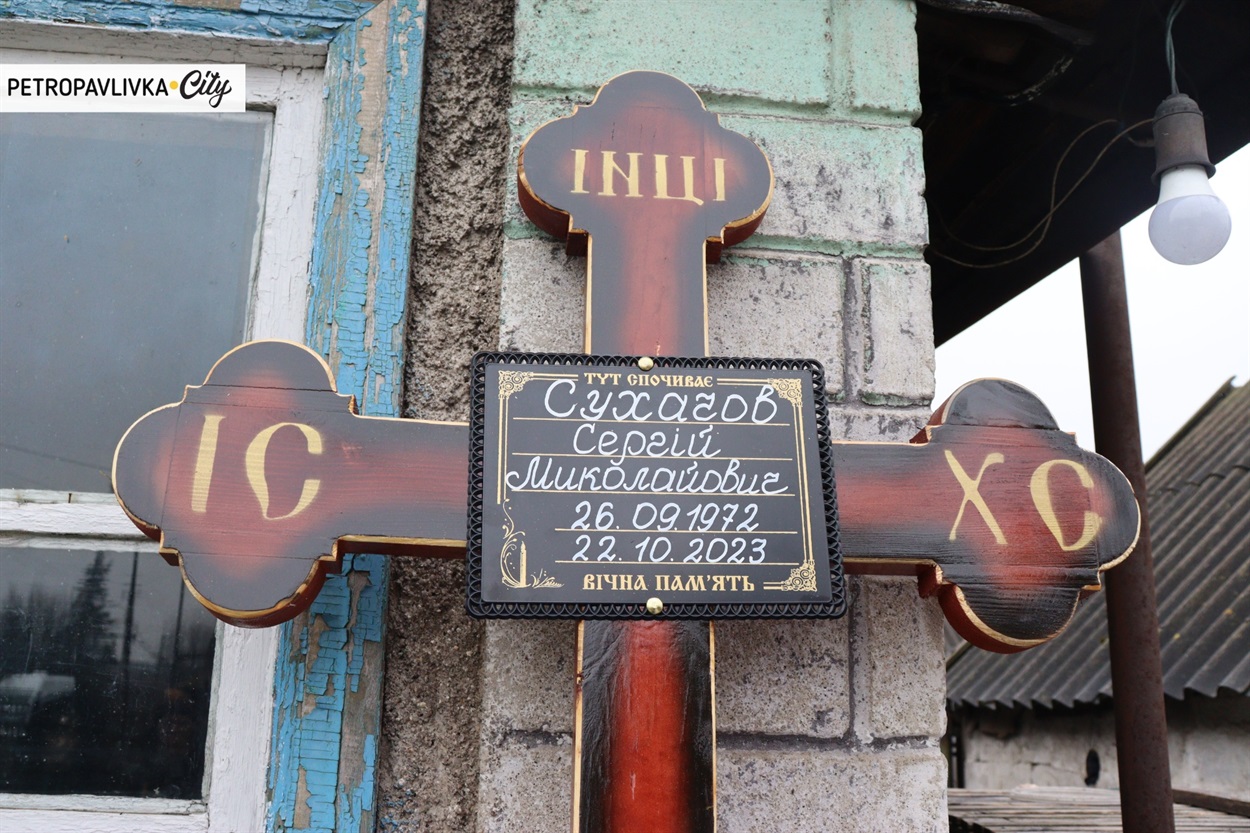 PETROPAVLIVKA City
ІНЦІ
ІС
ХС
ТУТ СПОЧИВАЄ
Сухачов
Сергій
Миколайович
26.09.1972
22.10.2023
ВІЧНА ПАМ'ЯТЬ